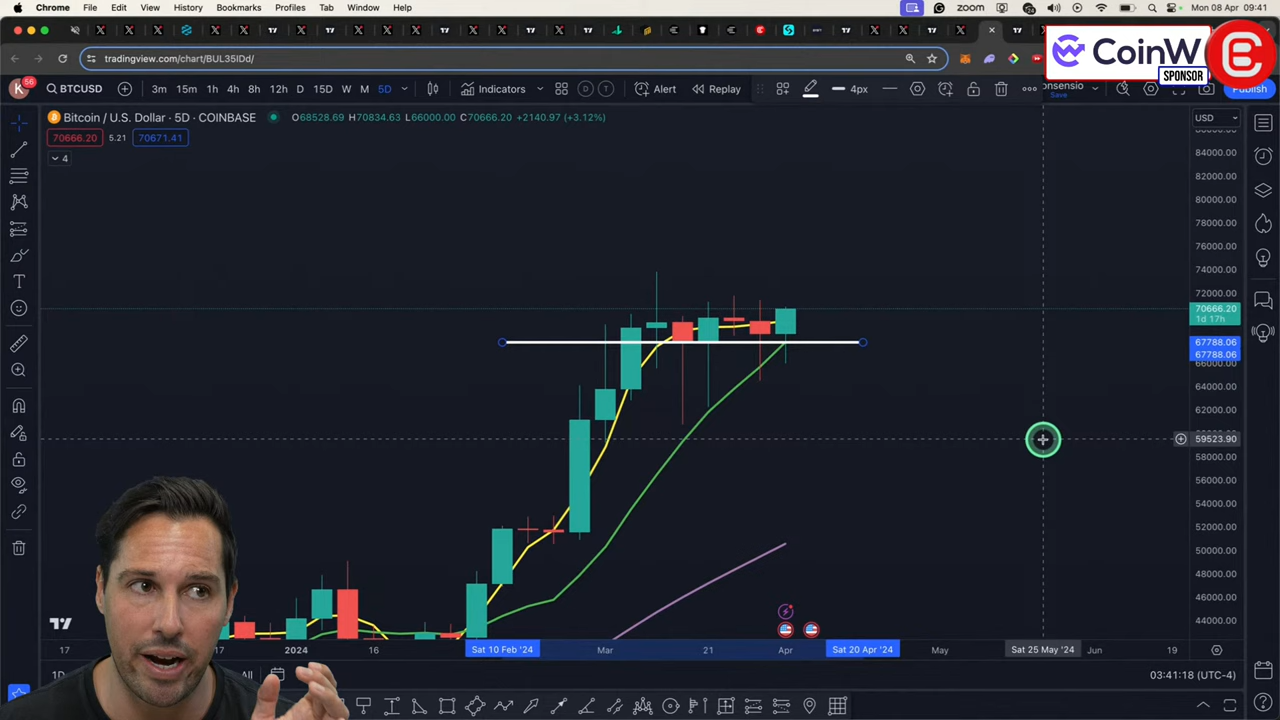 Chrome File Edit View History Bookmarks Profiles Tab Window Help zoom Mon 08 Apr 09:41
tradingview.com/chart/BUL35IDd/
CoinW
SPONSOR
K 56 BTCUSD 3m 15m 1h 4h 8h 12h D 15D W M 5D Indicators Alert Replay 4px Save Publish
Bitcoin / U.S. Dollar · 5D · COINBASE O68528.69 H70834.63 L66000.00 C70666.20 +2140.97 (+3.12%) USD
70666.20 5.21 70671.41
4
84000.00
82000.00
80000.00
78000.00
76000.00
74000.00
72000.00
70666.20
1d 17h
67788.06
67788.06
66000.00
64000.00
62000.00
59523.90
58000.00
56000.00
54000.00
52000.00
50000.00
48000.00
46000.00
44000.00
17 2024 16 Sat 10 Feb '24 Mar 21 Apr Sat 20 Apr '24 May Sat 25 May '24 Jun 19
1D All 03:41:18 (UTC-4)